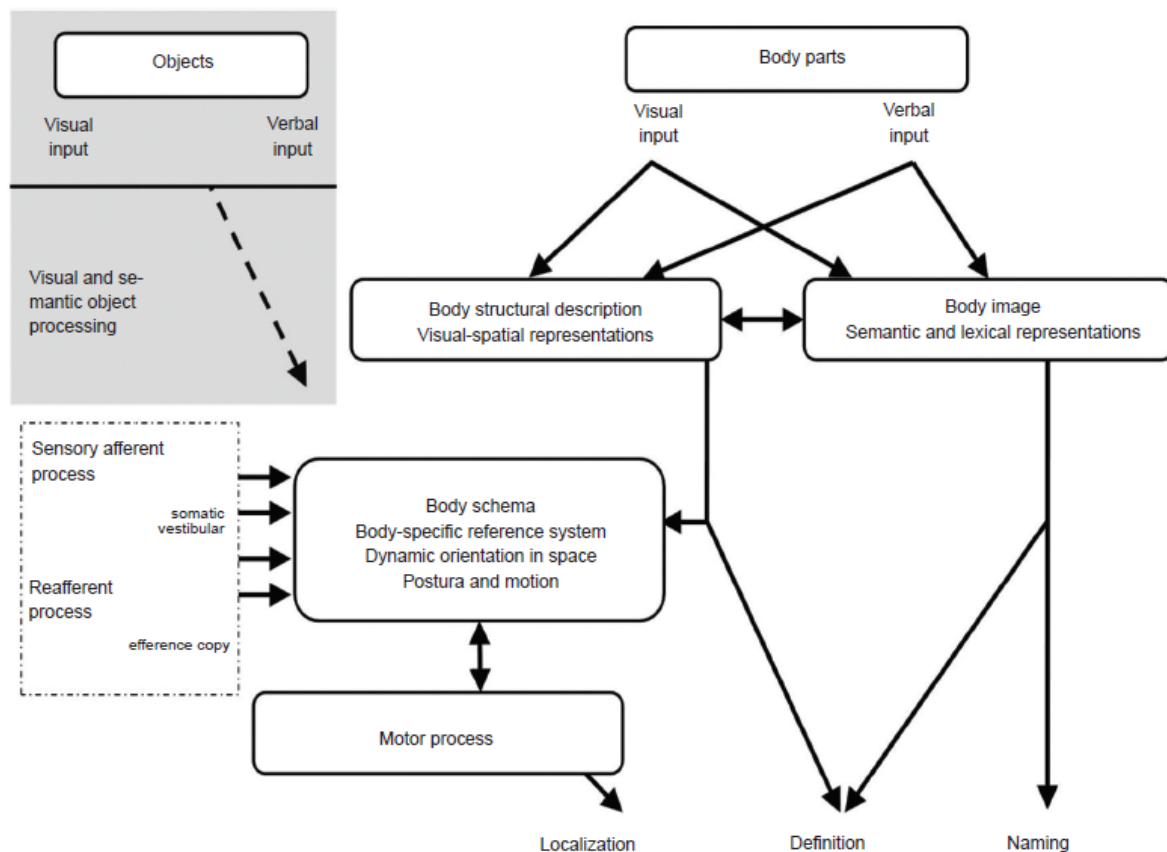 Objects
Visual
input
Verbal
input
Visual and se-
mantic object
processing
Body parts
Visual
input
Verbal
input
Body structural description
Visual-spatial representations
Body image
Semantic and lexical representations
Sensory afferent
process
somatic
vestibular
Reafferent
process
efference copy
Body schema
Body-specific reference system
Dynamic orientation in space
Postura and motion
Motor process
Localization
Definition
Naming